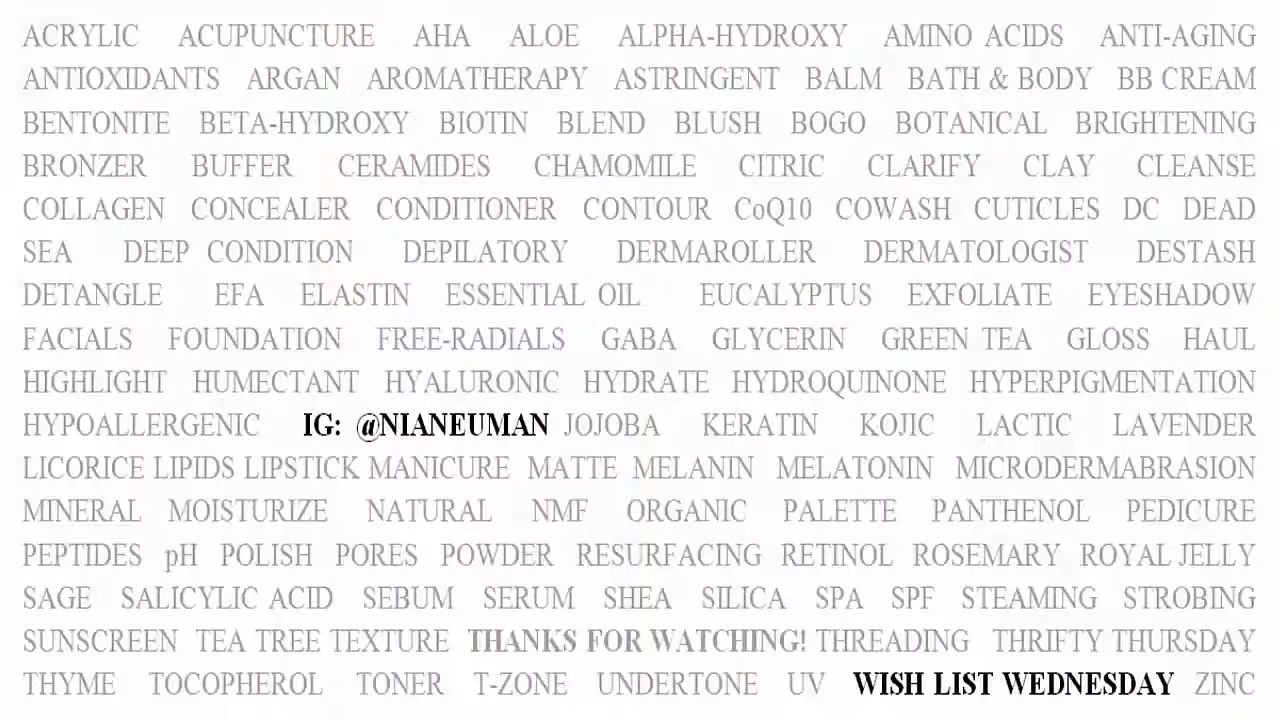 ACRYLIC ACUPUNCTURE AHA ALOE ALPHA-HYDROXY AMINO ACIDS ANTI-AGING
ANTIOXIDANTS ARGAN AROMATHERAPY ASTRINGENT BALM BATH & BODY BB CREAM
BENTONITE BETA-HYDROXY BIOTIN BLEND BLUSH BOGO BOTANICAL BRIGHTENING
BRONZER BUFFER CERAMIDES CHAMOMILE CITRIC CLARIFY CLAY CLEANSE
COLLAGEN CONCEALER CONDITIONER CONTOUR CoQ10 COWASH CUTICLES DC DEAD
SEA DEEP CONDITION DEPILATORY DERMAROLLER DERMATOLOGIST DESTASH
DETANGLE EFA ELASTIN ESSENTIAL OIL EUCALYPTUS EXFOLIATE EYESHADOW
FACIALS FOUNDATION FREE-RADIALS GABA GLYCERIN GREEN TEA GLOSS HAUL
HIGHLIGHT HUMECTANT HYALURONIC HYDRATE HYDROQUINONE HYPERPIGMENTATION
HYPOALLERGENIC IG: @NIANEUMAN JOJOBA KERATIN KOJIC LACTIC LAVENDER
LICORICE LIPIDS LIPSTICK MANICURE MATTE MELANIN MELATONIN MICRODERMABRASION
MINERAL MOISTURIZE NATURAL NMF ORGANIC PALETTE PANTHENOL PEDICURE
PEPTIDES pH POLISH PORES POWDER RESURFACING RETINOL ROSEMARY ROYAL JELLY
SAGE SALICYLIC ACID SEBUM SERUM SHEA SILICA SPA SPF STEAMING STROBING
SUNSCREEN TEA TREE TEXTURE THANKS FOR WATCHING! THREADING THRIFTY THURSDAY
THYME TOCOPHEROL TONER T-ZONE UNDERTONE UV WISH LIST WEDNESDAY ZINC